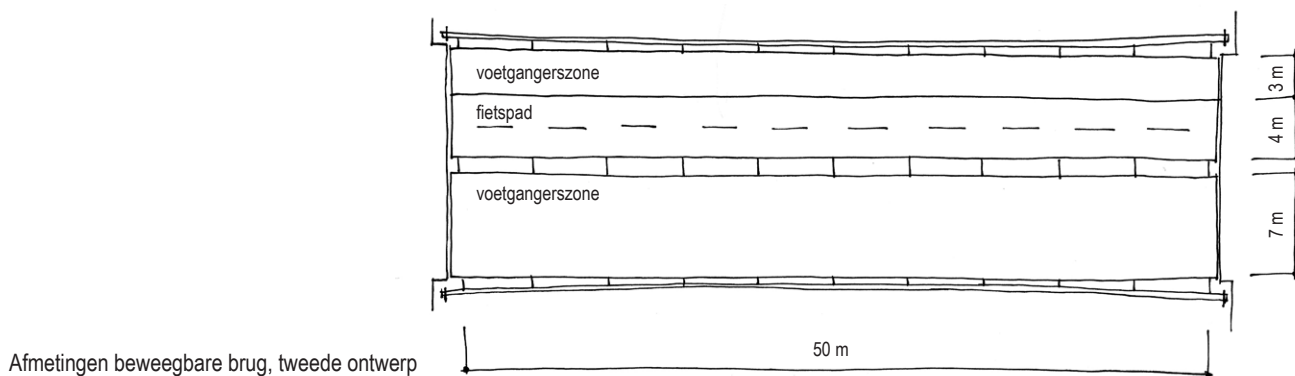 voetgangerszone
fietspad
voetgangerszone
3 m
4 m
7 m
50 m
Afmetingen beweegbare brug, tweede ontwerp